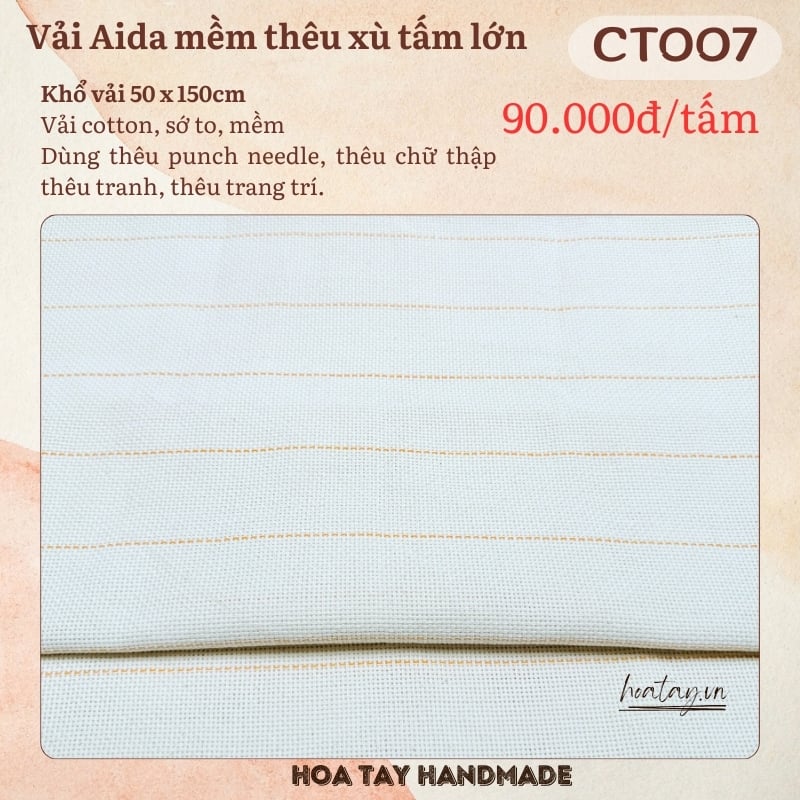 Vải Aida mềm thêu xù tấm lớn
CT007
Khổ vải 50 x 150cm
90.000đ/tấm
Vải cotton, sớ to, mềm
Dùng thêu punch needle, thêu chữ thập
thêu tranh, thêu trang trí.
hoatay.vn
HOA TAY HANDMADE